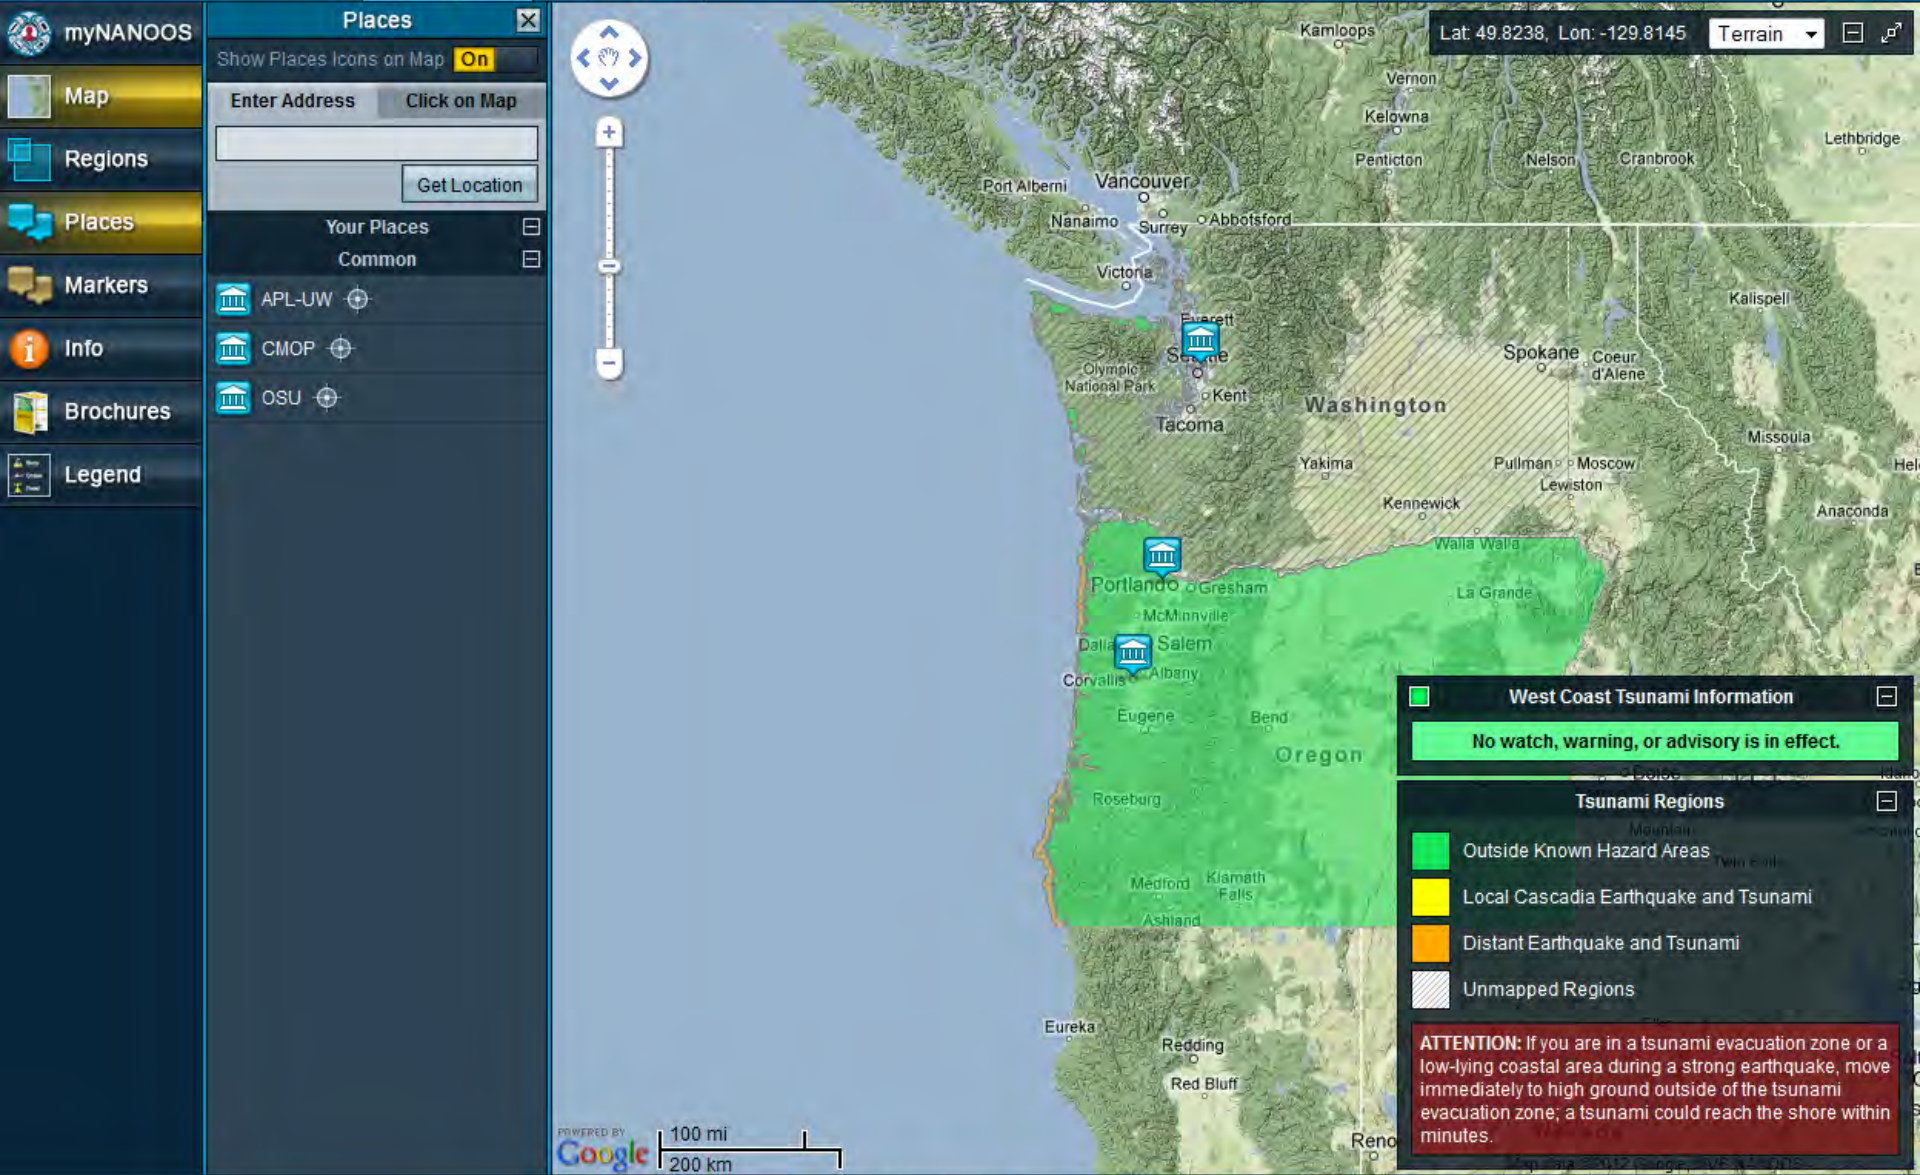 myNANOOS
Map
Regions
Places
Markers
Info
Brochures
Legend
Places
Show Places Icons on Map On
Enter Address
Click on Map
Get Location
Your Places
Common
APL-UW
CMOP
OSU
Lat: 49.8238, Lon: -129.8145
Terrain
Kamloops
Vernon
Kelowna
Penticton
Nelson
Cranbrook
Lethbridge
Port Alberni
Vancouver
Nanaimo
Surrey
Abbotsford
Victoria
Kalispell
Everett
Olympic
National Park
Kent
Tacoma
Washington
Spokane
Coeur
d'Alene
Missoula
Yakima
Pullman
Moscow
Lewiston
Kennewick
Anaconda
Walla Walla
Portland
Gresham
La Grande
McMinnville
Salem
Corvallis
Albany
Eugene
Bend
Oregon
Roseburg
Medford
Klamath
Falls
Ashland
Eureka
Redding
Red Bluff
Reno
West Coast Tsunami Information
No watch, warning, or advisory is in effect.
Boise
Tsunami Regions
Outside Known Hazard Areas
Local Cascadia Earthquake and Tsunami
Distant Earthquake and Tsunami
Unmapped Regions
ATTENTION: If you are in a tsunami evacuation zone or a
low-lying coastal area during a strong earthquake, move
immediately to high ground outside of the tsunami
evacuation zone; a tsunami could reach the shore within
minutes.
POWERED BY
Google
100 mi
200 km